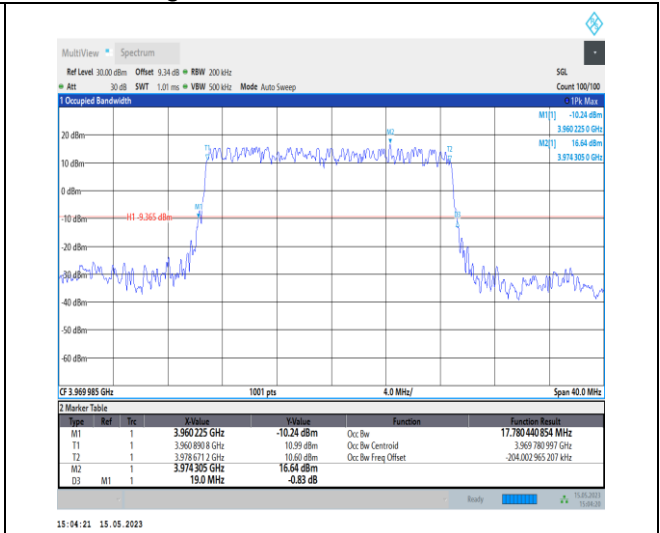 MultiView Spectrum
Ref Level 30.00 dBm Offset 9.34 dB RBW 200 kHz SGL
Att 30 dB SWT 1.01 ms VBW 500 kHz Mode Auto Sweep Count 100/100
1 Occupied Bandwidth 1Pk Max
M1[1] -10.24 dBm
3.960 225 0 GHz
M2[1] 16.64 dBm
3.974 305 0 GHz
20 dBm
M2
T1
T2
10 dBm
0 dBm
M1
-10 dBm H1 -9.365 dBm
D3
-20 dBm
-30 dBm
-40 dBm
-50 dBm
-60 dBm
CF 3.969 985 GHz 1001 pts 4.0 MHz/ Span 40.0 MHz
2 Marker Table
Type Ref Trc X-Value Y-Value Function Function Result
M1 1 3.960 225 GHz -10.24 dBm Occ Bw 17.780 440 854 MHz
T1 1 3.960 890 8 GHz 10.99 dBm Occ Bw Centroid 3.969 780 997 GHz
T2 1 3.978 671 2 GHz 10.60 dBm Occ Bw Freq Offset -204.002 965 207 kHz
M2 1 3.974 305 GHz 16.64 dBm
D3 M1 1 19.0 MHz -0.83 dB
Ready 15.05.2023
15:04:20
15:04:21 15.05.2023